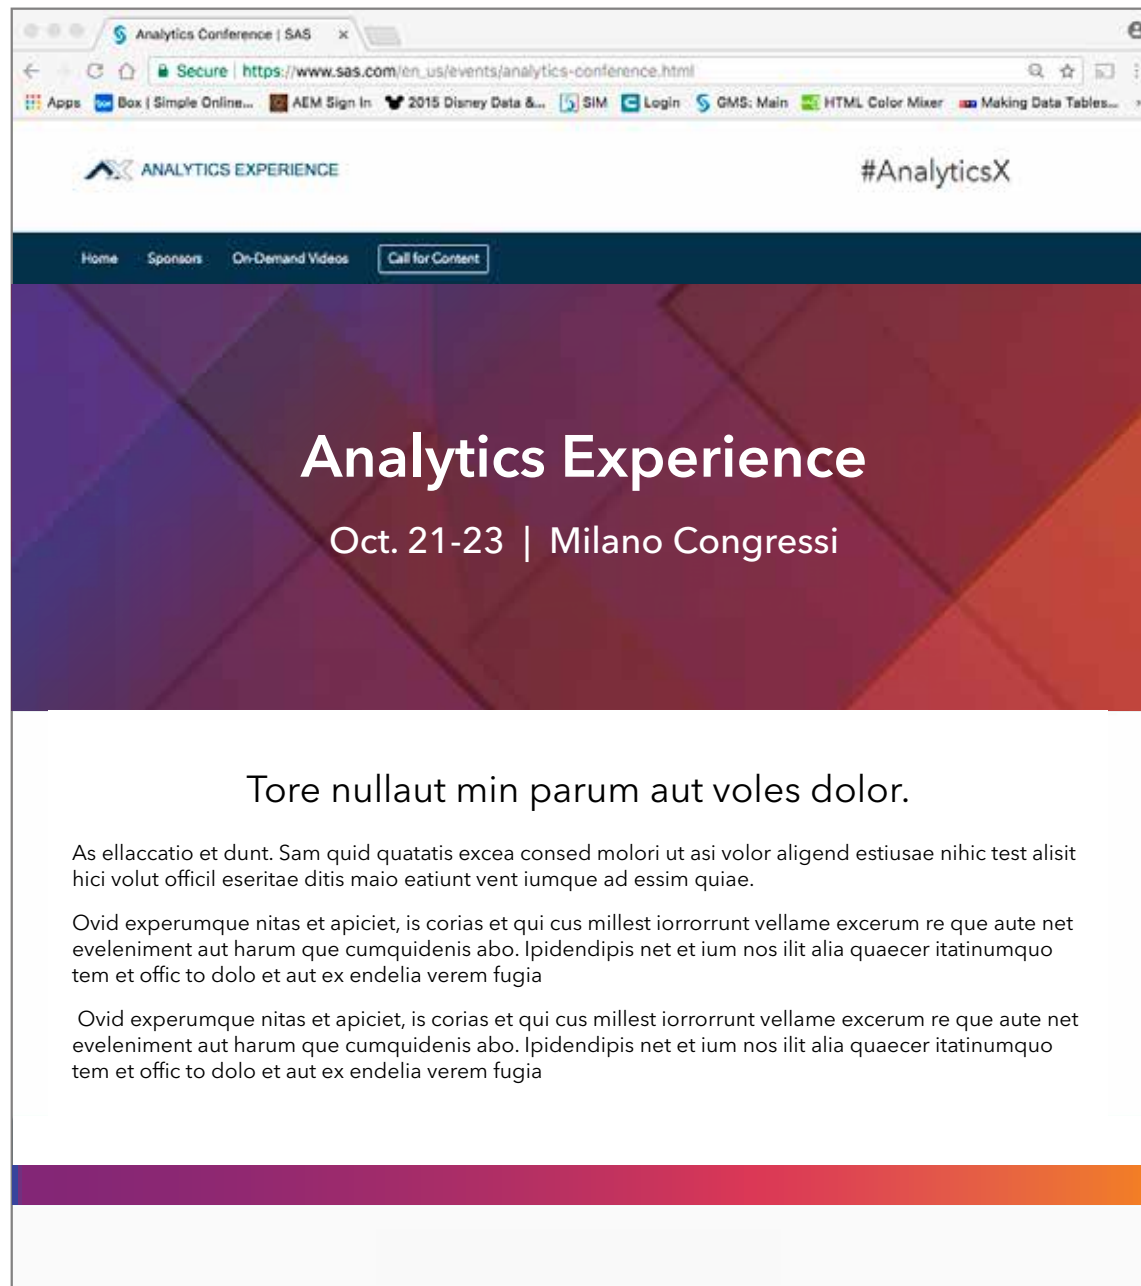 Analytics Conference | SAS
Secure | https://www.sas.com/en_us/events/analytics-conference.html
Apps Box | Simple Online... AEM Sign In 2015 Disney Data &... SIM Login GMS: Main HTML Color Mixer Making Data Tables...
ANALYTICS EXPERIENCE
#AnalyticsX
Home Sponsors On-Demand Videos Call for Content
Analytics Experience
Oct. 21-23 | Milano Congressi
Tore nullaut min parum aut voles dolor.
As ellaccatio et dunt. Sam quid quatatis excea consed molori ut asi volor aligend estiusae nihic test alisit
hici volut officil eseritae ditis maio eatiunt vent iumque ad essim quiae.
Ovid experumque nitas et apiciet, is corias et qui cus millest iorrorrunt vellame excerum re que aute net
eveleniment aut harum que cumquidenis abo. Ipidendipis net et ium nos ilit alia quaecer itatinumquo
tem et offic to dolo et aut ex endelia verem fugia
Ovid experumque nitas et apiciet, is corias et qui cus millest iorrorrunt vellame excerum re que aute net
eveleniment aut harum que cumquidenis abo. Ipidendipis net et ium nos ilit alia quaecer itatinumquo
tem et offic to dolo et aut ex endelia verem fugia